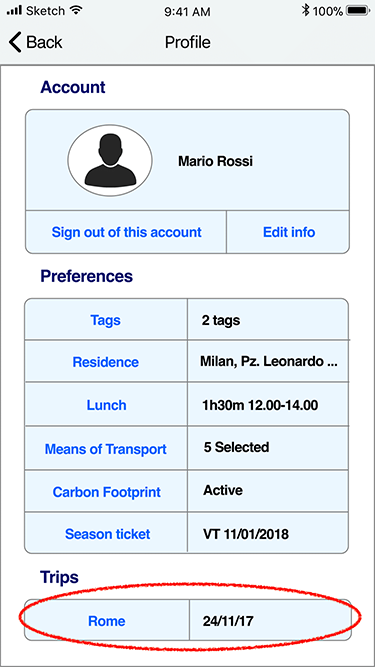 Sketch 9:41 AM 100%
Back Profile
Account
Mario Rossi
Sign out of this account Edit info
Preferences
Tags 2 tags
Residence Milan, Pz. Leonardo ...
Lunch 1h30m 12.00-14.00
Means of Transport 5 Selected
Carbon Footprint Active
Season ticket VT 11/01/2018
Trips
Rome 24/11/17